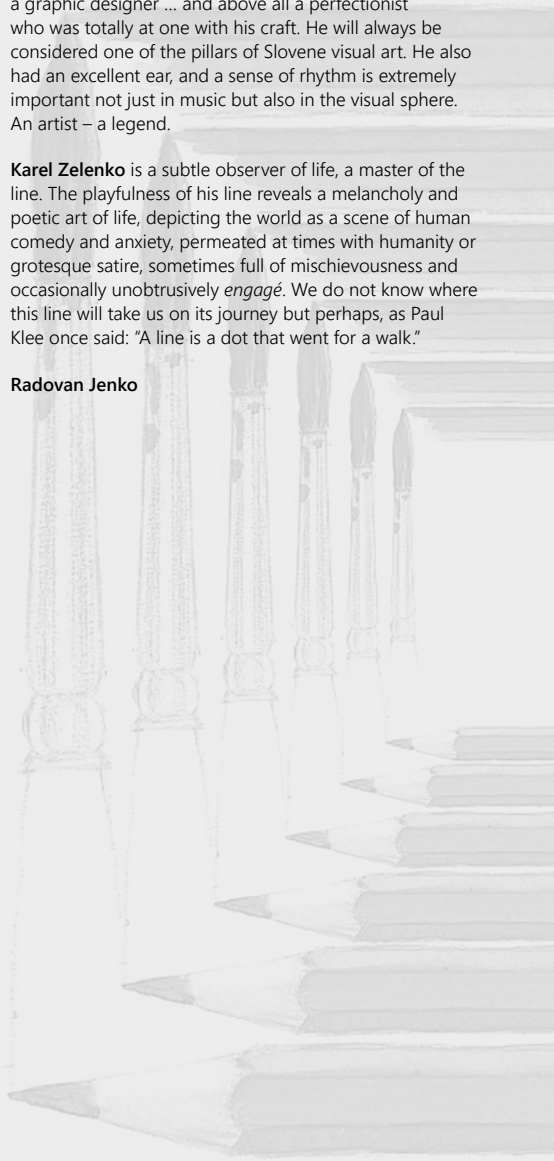 a graphic designer … and above all a perfectionist
who was totally at one with his craft. He will always be
considered one of the pillars of Slovene visual art. He also
had an excellent ear, and a sense of rhythm is extremely
important not just in music but also in the visual sphere.
An artist – a legend.
Karel Zelenko is a subtle observer of life, a master of the
line. The playfulness of his line reveals a melancholy and
poetic art of life, depicting the world as a scene of human
comedy and anxiety, permeated at times with humanity or
grotesque satire, sometimes full of mischievousness and
occasionally unobtrusively engagé. We do not know where
this line will take us on its journey but perhaps, as Paul
Klee once said: “A line is a dot that went for a walk.”
Radovan Jenko